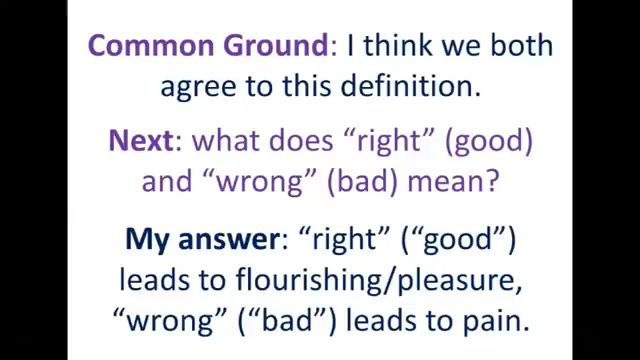 Common Ground: I think we both
agree to this definition.
Next: what does “right” (good)
and “wrong” (bad) mean?
My answer: “right” (“good”)
leads to flourishing/pleasure,
“wrong” (“bad”) leads to pain.